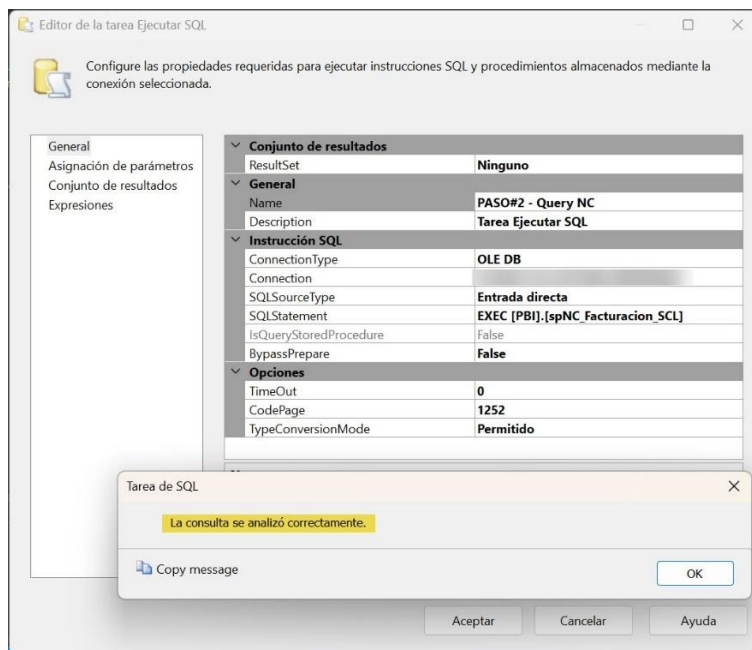 Editor de la tarea Ejecutar SQL
Configure las propiedades requeridas para ejecutar instrucciones SQL y procedimientos almacenados mediante la
conexión seleccionada.
General
Asignación de parámetros
Conjunto de resultados
Expresiones
Conjunto de resultados
ResultSet Ninguno
General
Name PASO#2 - Query NC
Description Tarea Ejecutar SQL
Instrucción SQL
ConnectionType OLE DB
Connection
SQLSourceType Entrada directa
SQLStatement EXEC [PBI].[spNC_Facturacion_SCL]
IsQueryStoredProcedure False
BypassPrepare False
Opciones
TimeOut 0
CodePage 1252
TypeConversionMode Permitido
Tarea de SQL
La consulta se analizó correctamente.
Copy message
OK
Aceptar Cancelar Ayuda